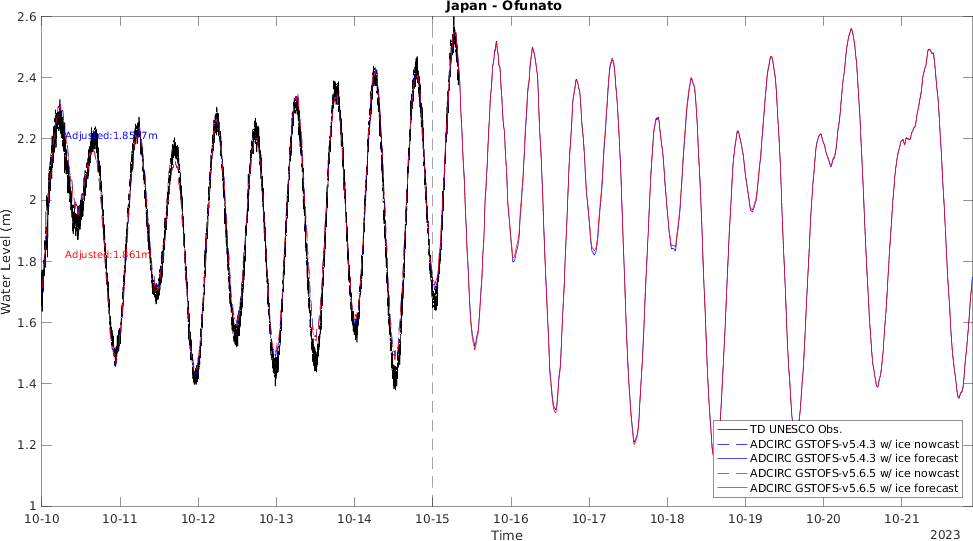 Japan - Ofunato
2.6
2.4
2.2
2
1.8
1.6
1.4
1.2
1
Water Level (m)
Adjusted:1.861m
10-10 10-11 10-12 10-13 10-14 10-15 10-16 10-17 10-18 10-19 10-20 10-21
Time
2023
TD UNESCO Obs.
ADCIRC GSTOFS-v5.4.3 w/ ice nowcast
ADCIRC GSTOFS-v5.4.3 w/ ice forecast
ADCIRC GSTOFS-v5.6.5 w/ ice nowcast
ADCIRC GSTOFS-v5.6.5 w/ ice forecast